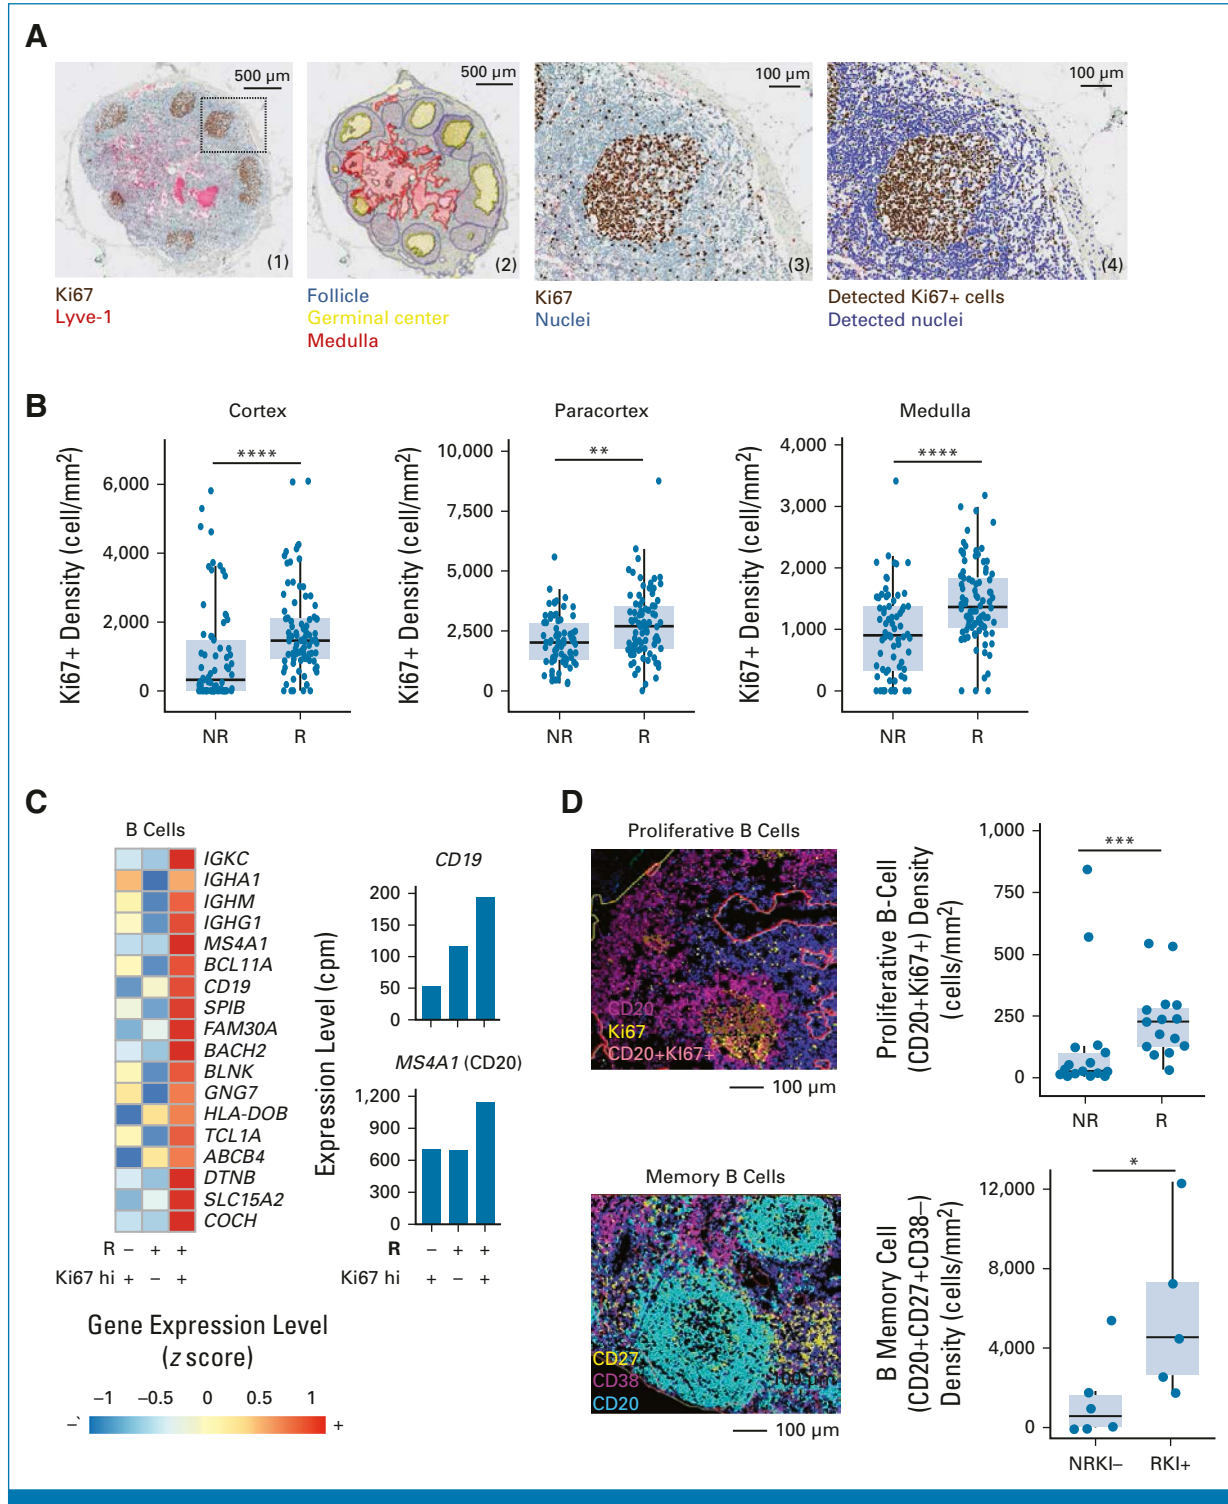 A
500 µm
500 µm
100 µm
100 µm
(1)
(2)
(3)
(4)
Ki67
Lyve-1
Follicle
Germinal center
Medulla
Ki67
Nuclei
Detected Ki67+ cells
Detected nuclei
B
Cortex
Ki67+ Density (cell/mm²)
6,000
4,000
2,000
0
****
NR
R
Paracortex
Ki67+ Density (cell/mm²)
10,000
7,500
5,000
2,500
0
**
NR
R
Medulla
Ki67+ Density (cell/mm²)
4,000
3,000
2,000
1,000
0
****
NR
R
C
B Cells
IGKC
IGHA1
IGHM
IGHG1
MS4A1
BCL11A
CD19
SPIB
FAM30A
BACH2
BLNK
GNG7
HLA-DOB
TCL1A
ABCB4
DTNB
SLC15A2
COCH
R – + +
Ki67 hi + – +
Gene Expression Level
(z score)
–1 –0.5 0 0.5 1
–` +
Expression Level (cpm)
CD19
200
150
100
50
0
MS4A1 (CD20)
1,200
900
600
300
0
R – + +
Ki67 hi + – +
D
Proliferative B Cells
CD20
Ki67
CD20+KI67+
100 µm
Proliferative B-Cell
(CD20+Ki67+) Density
(cells/mm²)
1,000
750
500
250
0
***
NR
R
Memory B Cells
CD27
CD38
CD20
100 µm
100 µm
B Memory Cell
(CD20+CD27+CD38–)
Density (cells/mm²)
12,000
8,000
4,000
0
*
NRKI–
RKI+